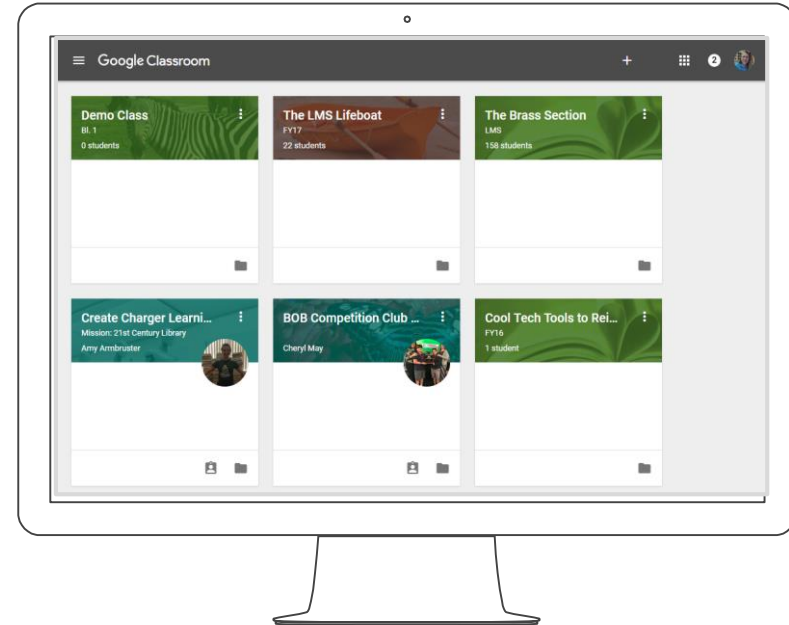 Google Classroom
2
Demo Class
Bl. 1
0 students
The LMS Lifeboat
FY17
22 students
The Brass Section
LMS
158 students
Create Charger Learni...
Mission: 21st Century Library
Amy Armbruster
BOB Competition Club ...
Cheryl May
Cool Tech Tools to Rei...
FY16
1 student